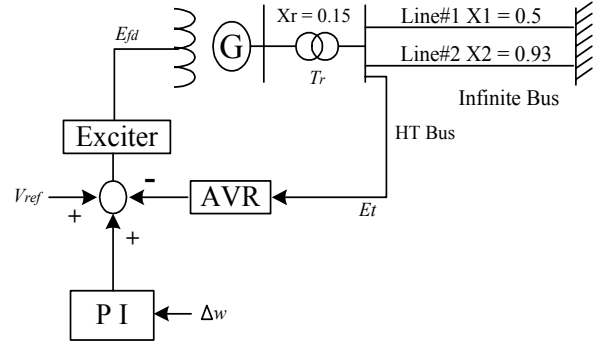 Xr = 0.15
Line#1 X1 = 0.5
Efd
G
Line#2 X2 = 0.93
Tr
Infinite Bus
Exciter
HT Bus
-
Vref
+
AVR
Et
+
P I
Δw